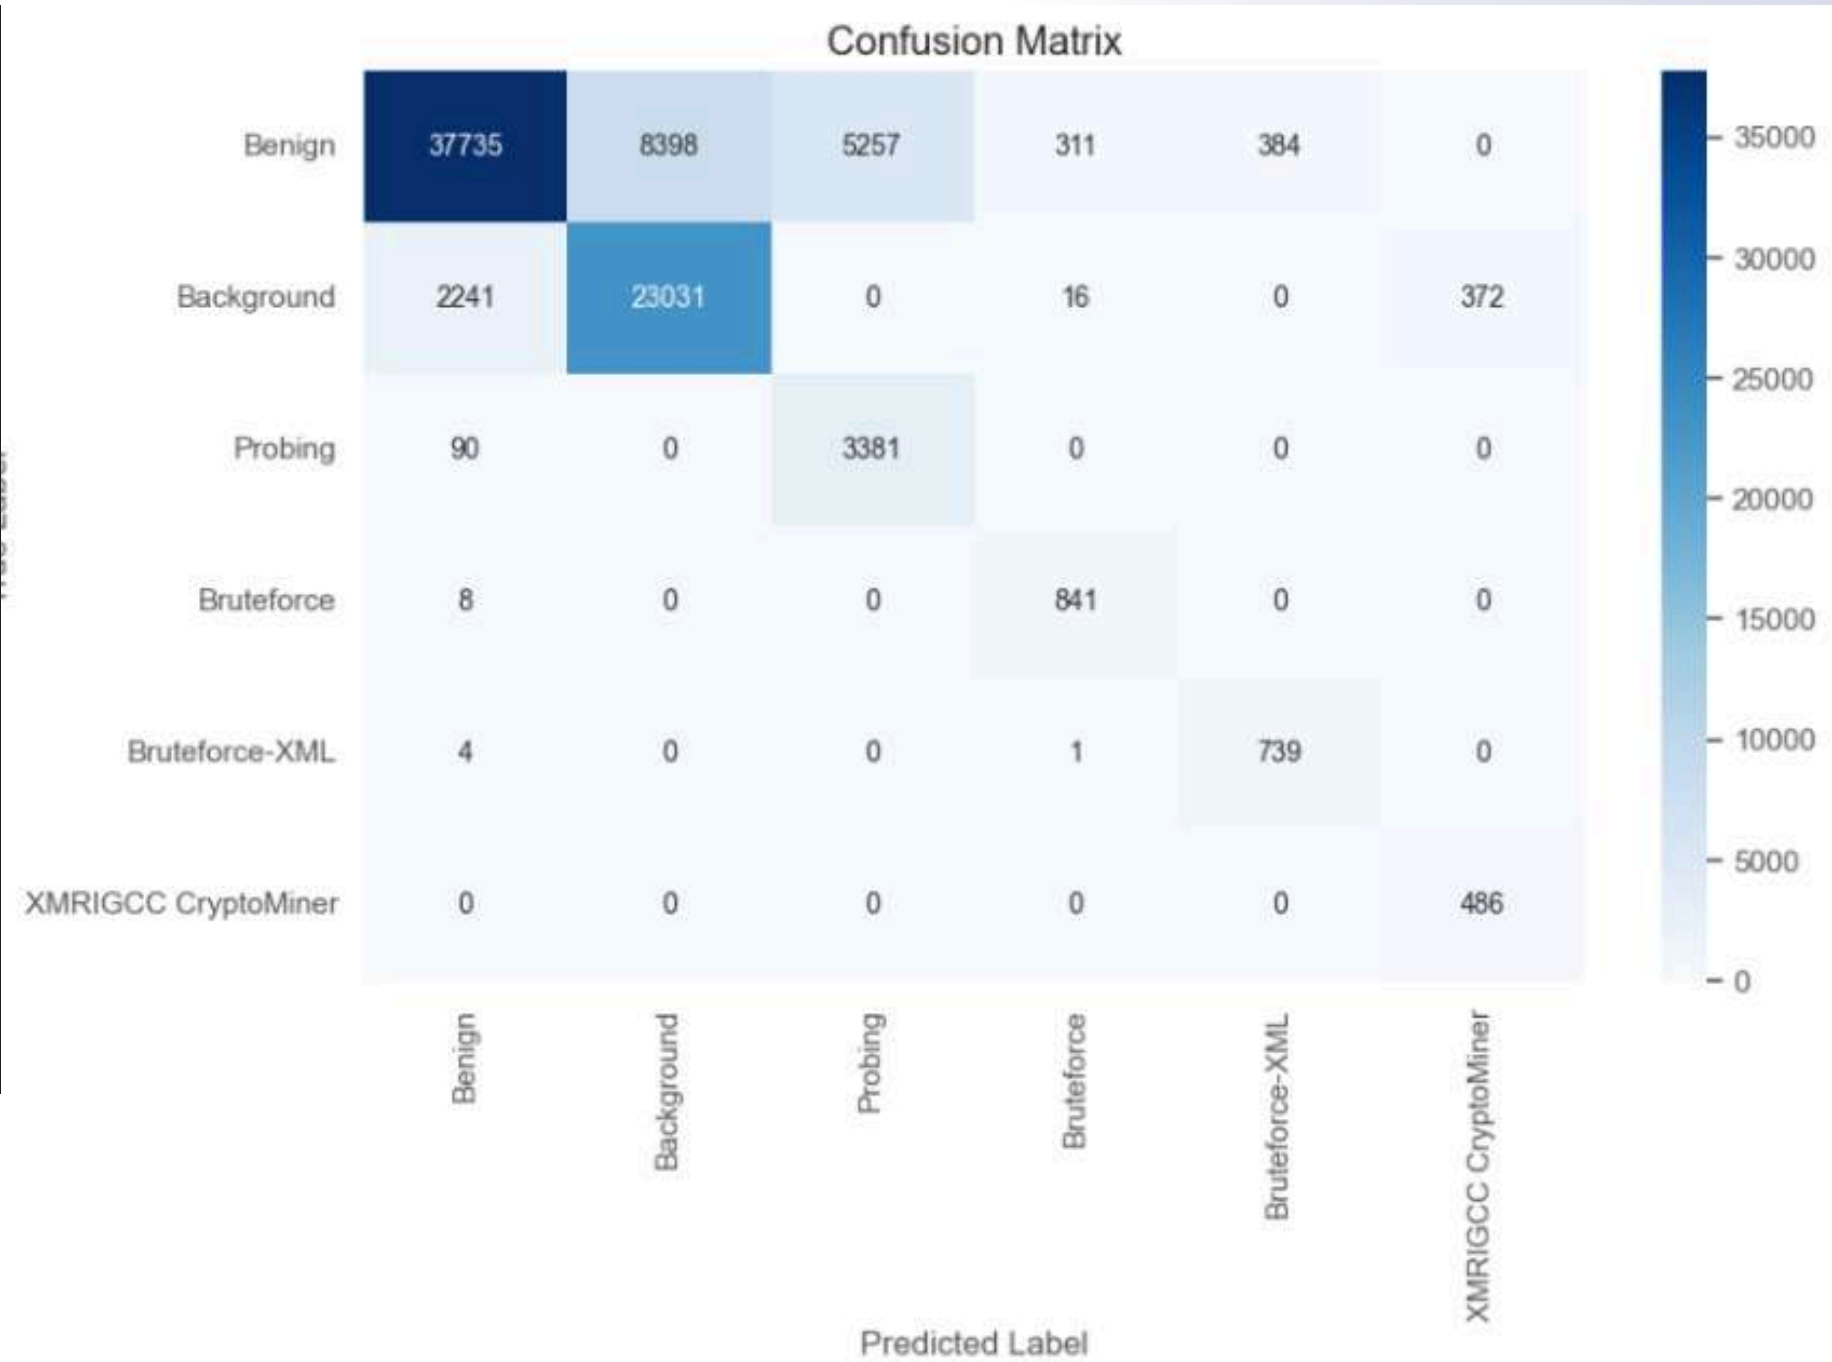 Confusion Matrix
Benign 37735 8398 5257 311 384 0
Background 2241 23031 0 16 0 372
Probing 90 0 3381 0 0 0
Bruteforce 8 0 0 841 0 0
Bruteforce-XML 4 0 0 1 739 0
XMRIGCC CryptoMiner 0 0 0 0 0 486
35000
30000
25000
20000
15000
10000
5000
0
Benign
Background
Probing
Bruteforce
Bruteforce-XML
XMRIGCC CryptoMiner
Predicted Label